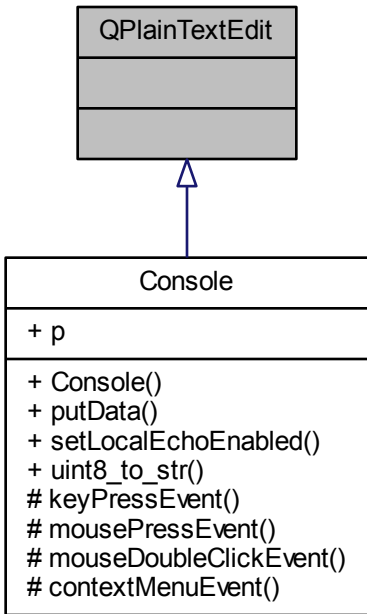 QPlainTextEdit
Console
+ p
+ Console()
+ putData()
+ setLocalEchoEnabled()
+ uint8_to_str()
# keyPressEvent()
# mousePressEvent()
# mouseDoubleClickEvent()
# contextMenuEvent()